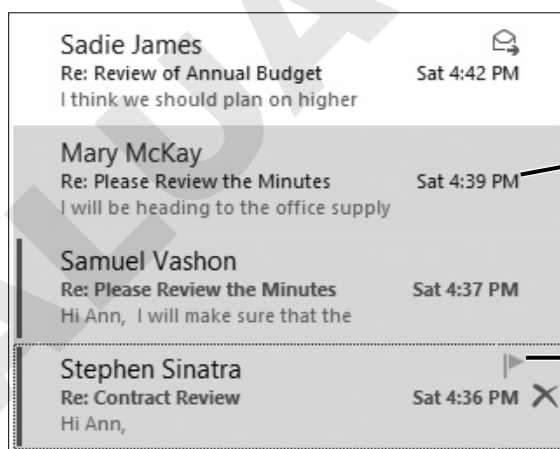 Sadie James
Re: Review of Annual Budget Sat 4:42 PM
I think we should plan on higher
Mary McKay
Re: Please Review the Minutes Sat 4:39 PM
I will be heading to the office supply
Samuel Vashon
Re: Please Review the Minutes Sat 4:37 PM
Hi Ann, I will make sure that the
Stephen Sinatra
Re: Contract Review Sat 4:36 PM
Hi Ann,